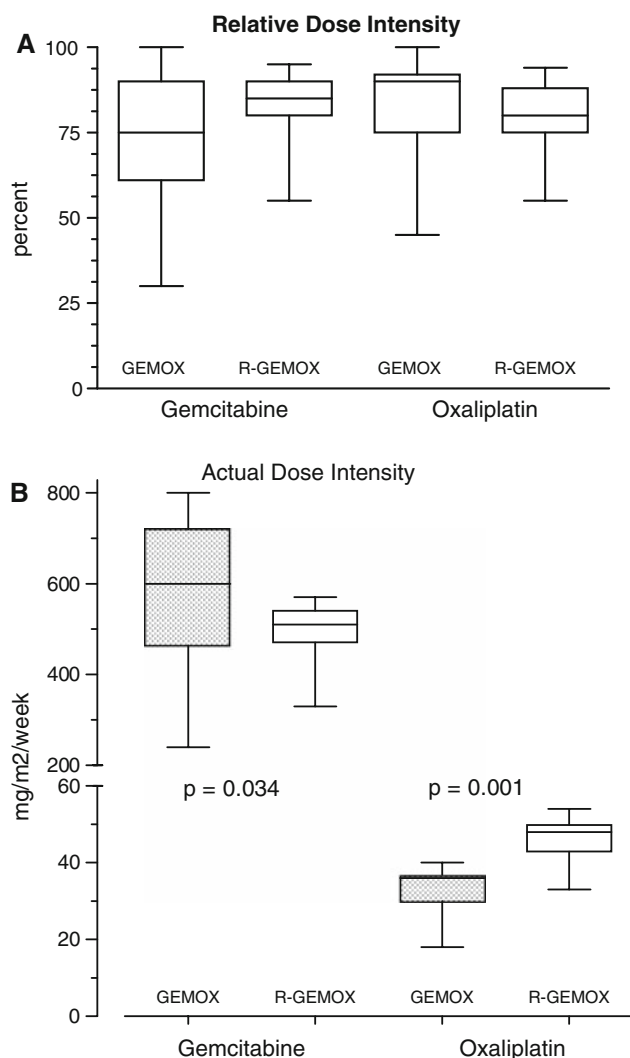 A
Relative Dose Intensity
100
75
50
25
0
percent
GEMOX R-GEMOX GEMOX R-GEMOX
Gemcitabine Oxaliplatin
B
Actual Dose Intensity
800
600
400
200
60
40
20
0
mg/m2/week
p = 0.034 p = 0.001
GEMOX R-GEMOX GEMOX R-GEMOX
Gemcitabine Oxaliplatin